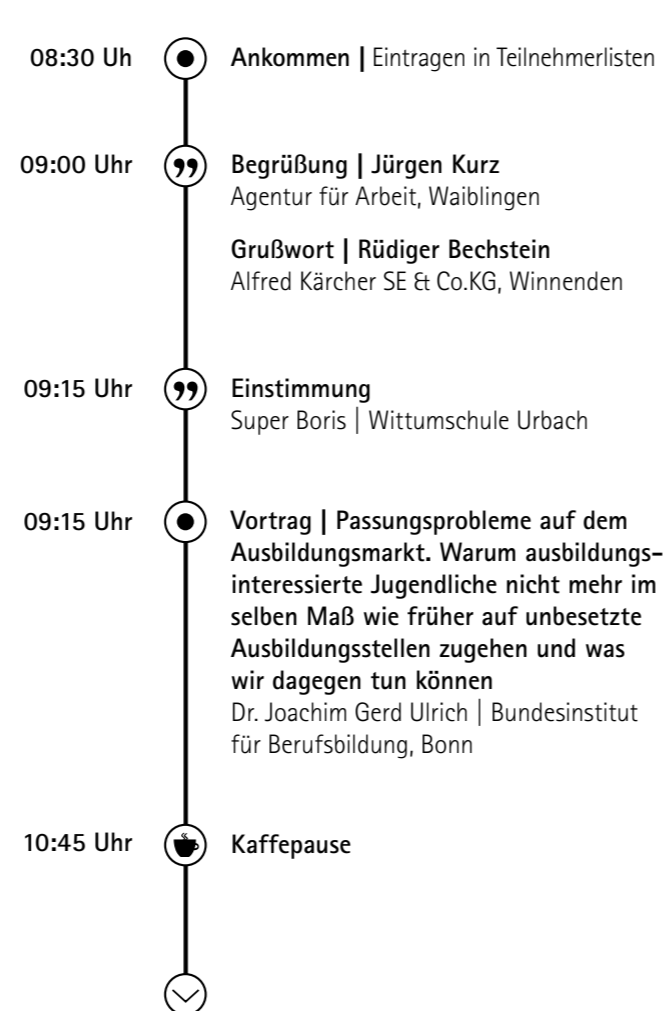 08:30 Uh Ankommen | Eintragen in Teilnehmerlisten
09:00 Uhr Begrüßung | Jürgen Kurz
Agentur für Arbeit, Waiblingen
Grußwort | Rüdiger Bechstein
Alfred Kärcher SE & Co.KG, Winnenden
09:15 Uhr Einstimmung
Super Boris | Wittumschule Urbach
09:15 Uhr Vortrag | Passungsprobleme auf dem
Ausbildungsmarkt. Warum ausbildungs-
interessierte Jugendliche nicht mehr im
selben Maß wie früher auf unbesetzte
Ausbildungsstellen zugehen und was
wir dagegen tun können
Dr. Joachim Gerd Ulrich | Bundesinstitut
für Berufsbildung, Bonn
10:45 Uhr Kaffepause